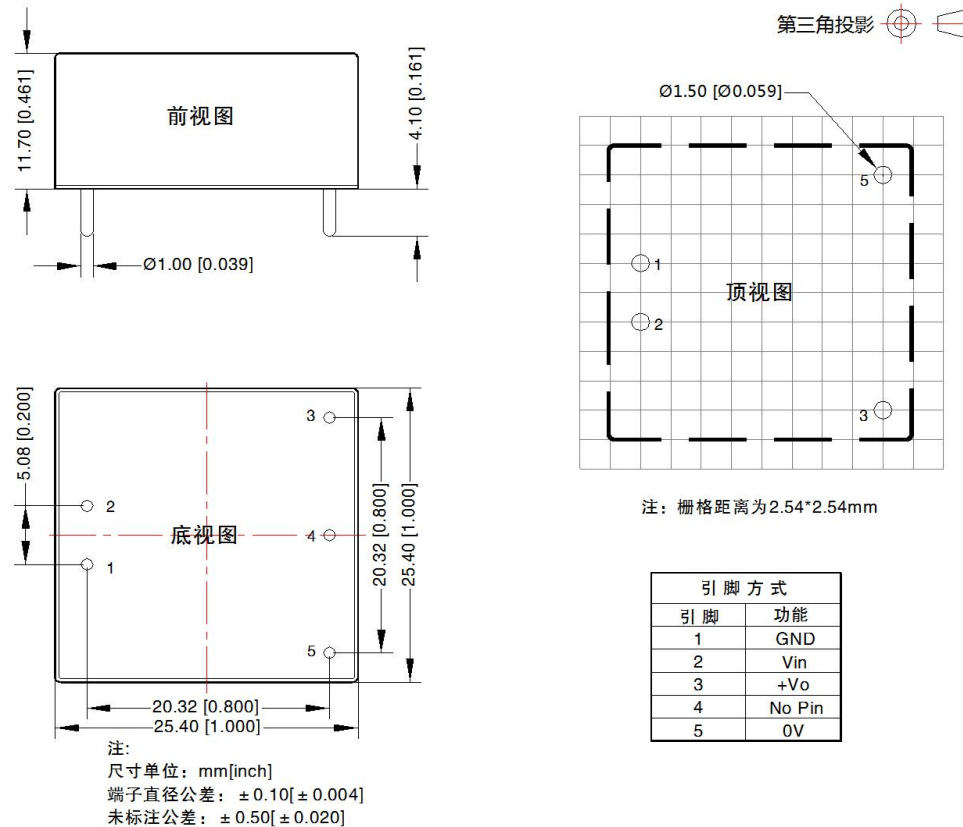 第三角投影
11.70 [0.461]
前视图
4.10 [0.161]
Ø1.00 [0.039]
Ø1.50 [Ø0.059]
5
1
顶视图
2
3
注：栅格距离为2.54*2.54mm
5.08 [0.200]
3
2
底视图
4
1
5
20.32 [0.800]
25.40 [1.000]
20.32 [0.800]
25.40 [1.000]
注:
尺寸单位：mm[inch]
端子直径公差：±0.10[±0.004]
未标注公差：±0.50[±0.020]
引脚方式
引脚 功能
1 GND
2 Vin
3 +Vo
4 No Pin
5 0V